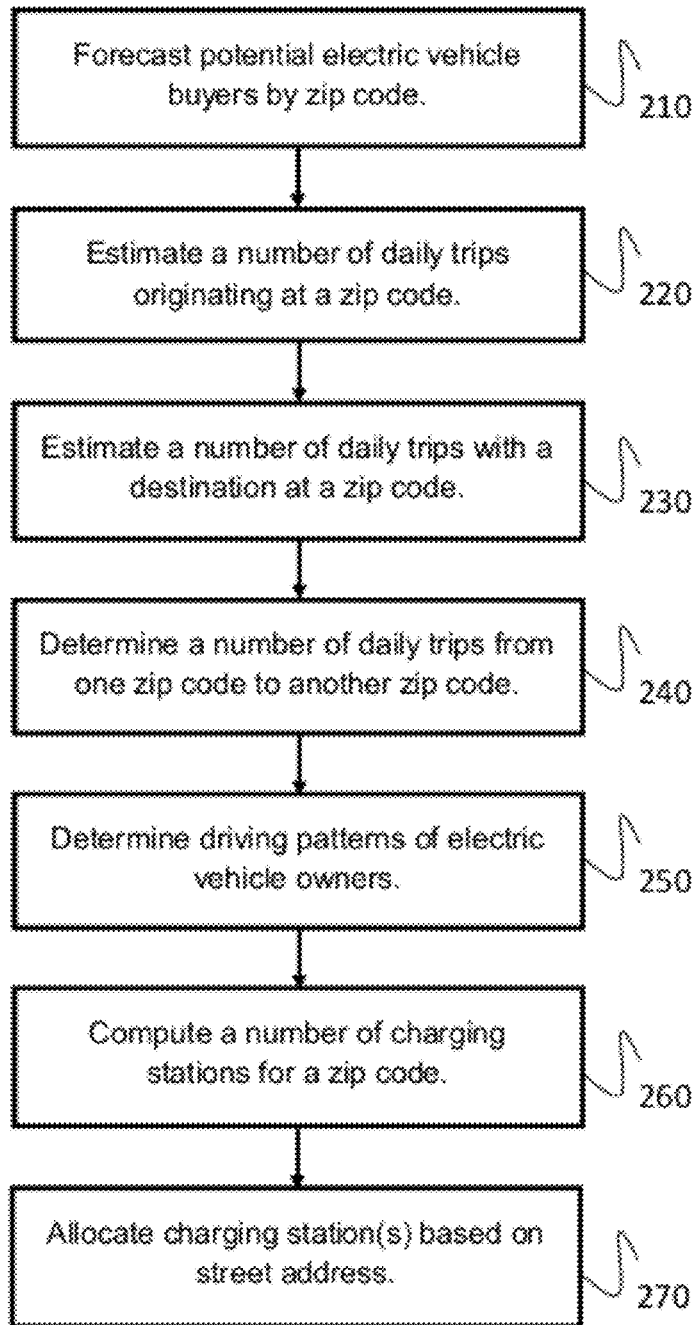 Forecast potential electric vehicle
buyers by zip code.
210
Estimate a number of daily trips
originating at a zip code.
220
Estimate a number of daily trips with a
destination at a zip code.
230
Determine a number of daily trips from
one zip code to another zip code.
240
Determine driving patterns of electric
vehicle owners.
250
Compute a number of charging
stations for a zip code.
260
Allocate charging station(s) based on
street address.
270